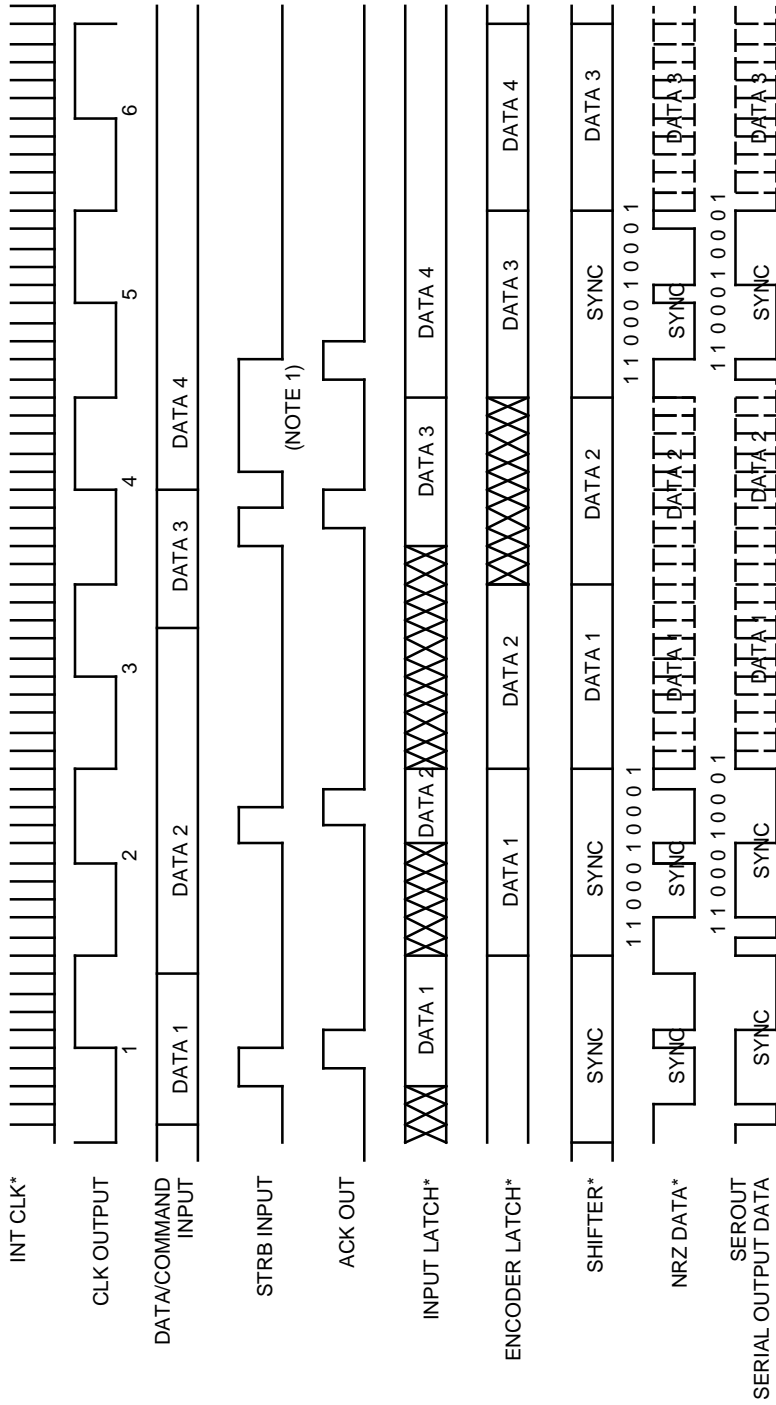 INT CLK*
CLK OUTPUT
1 2 3 4 5 6
DATA/COMMAND
INPUT
DATA 1 DATA 2 DATA 3 DATA 4
STRB INPUT
(NOTE 1)
ACK OUT
INPUT LATCH*
DATA 1 DATA 2 DATA 3 DATA 4
ENCODER LATCH*
DATA 1 DATA 2 DATA 3 DATA 4
SHIFTER*
SYNC SYNC DATA 1 DATA 2 SYNC DATA 3
1 1 0 0 0 1 0 0 0 1 1 1 0 0 0 1 0 0 0 1
NRZ DATA*
SYNC SYNC DATA 1 DATA 2 SYNC DATA 3
1 1 0 0 0 1 0 0 0 1 1 1 0 0 0 1 0 0 0 1
SEROUT
SERIAL OUTPUT DATA
SYNC SYNC DATA 1 DATA 2 SYNC DATA 3